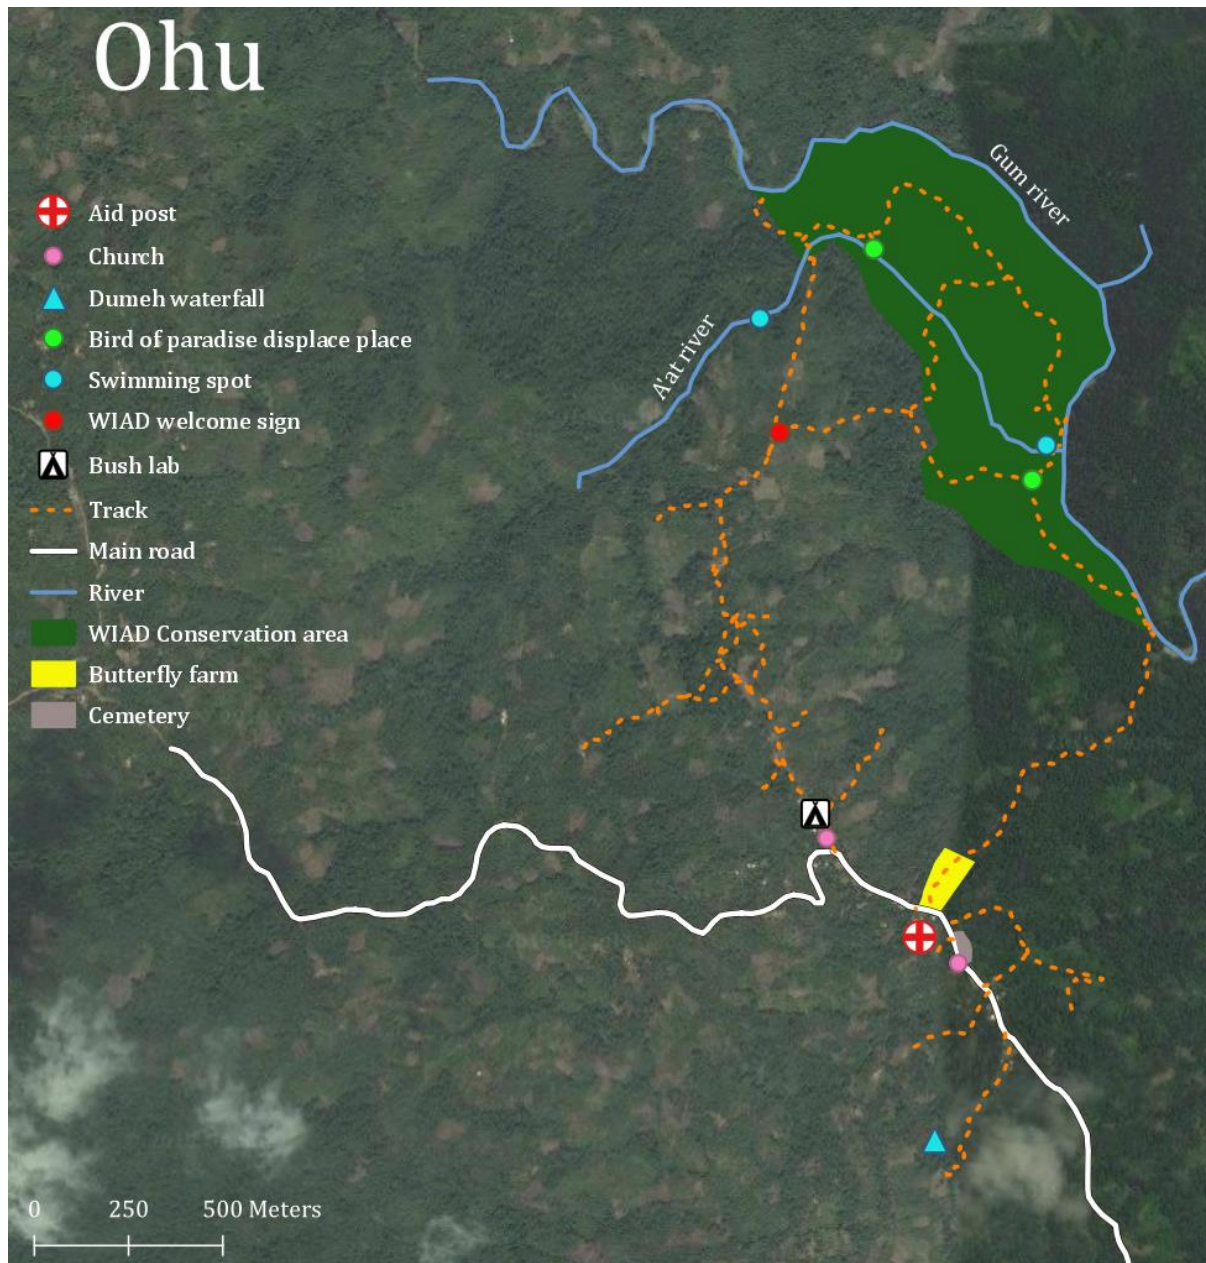 Ohu
Gum river
A'at river
Aid post
Church
Dumeh waterfall
Bird of paradise displace place
Swimming spot
WIAD welcome sign
Bush lab
Track
Main road
River
WIAD Conservation area
Butterfly farm
Cemetery
0 250 500 Meters